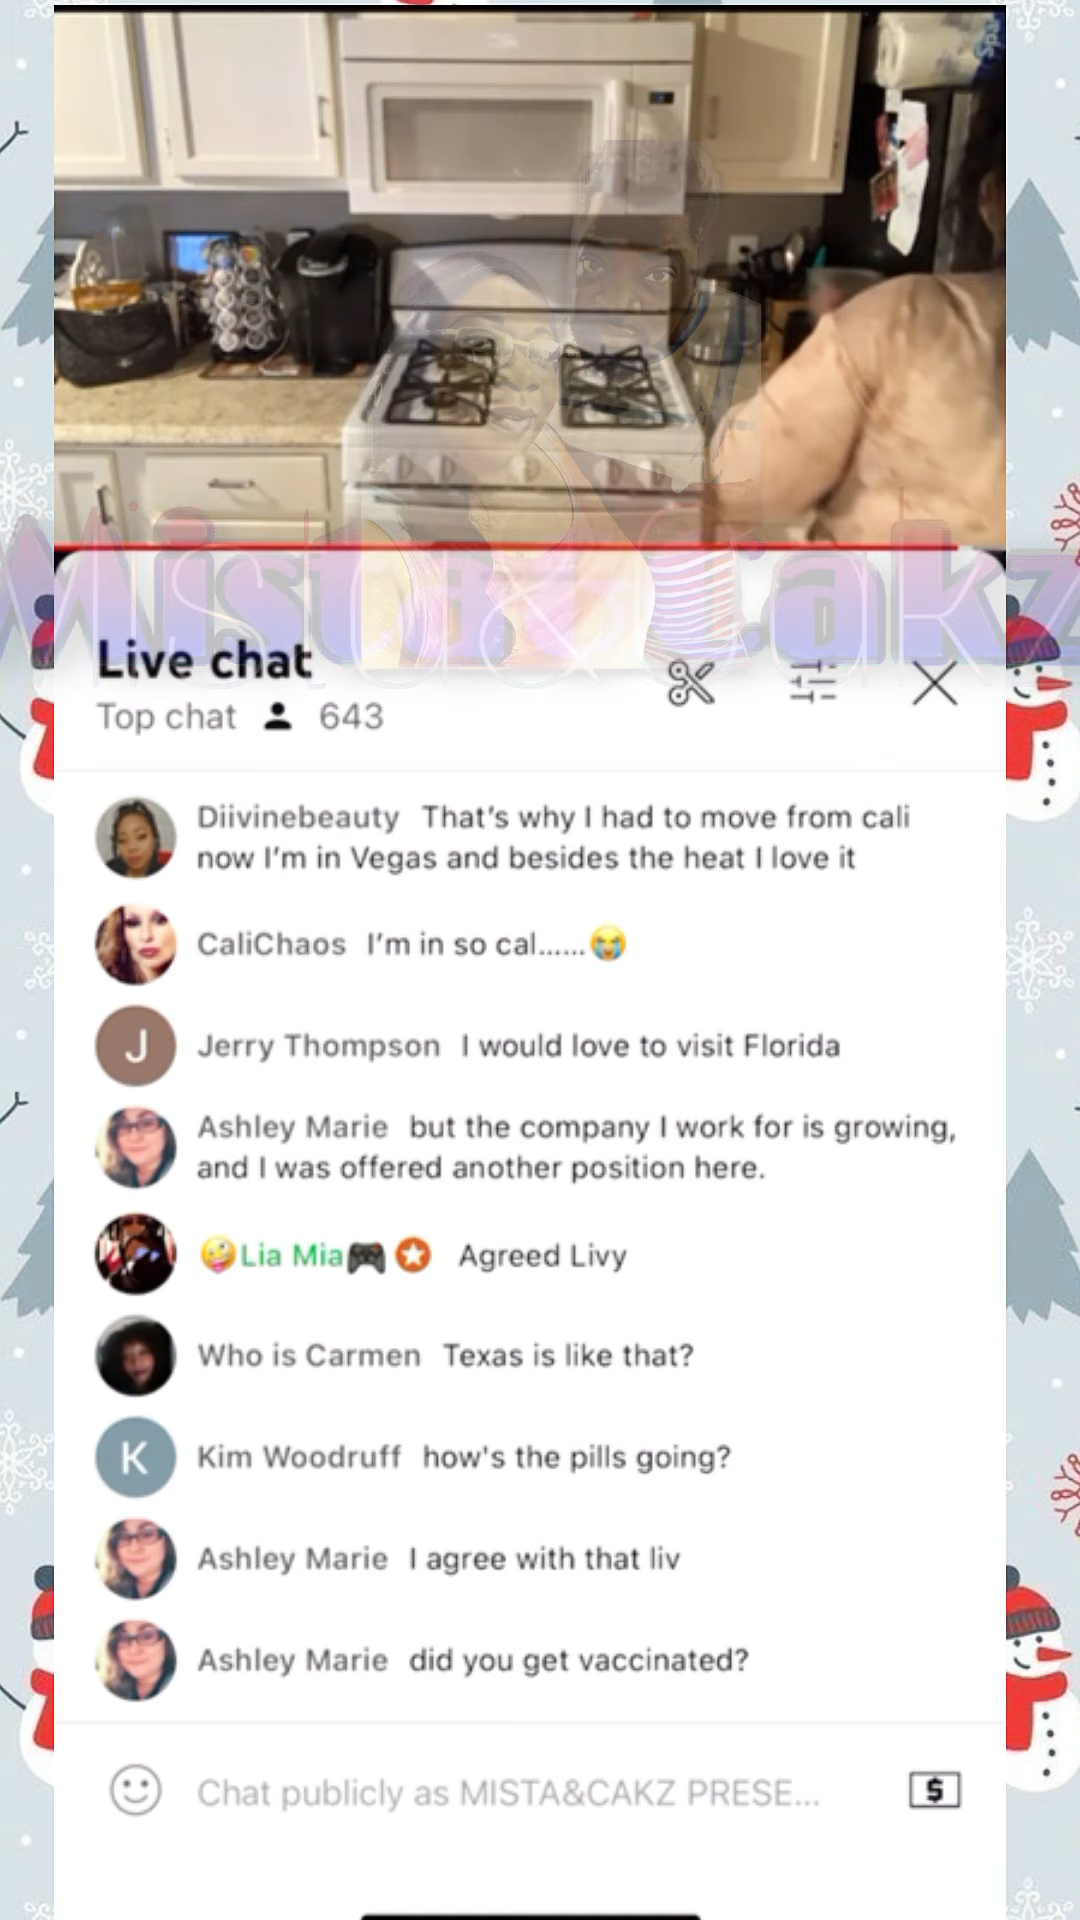 Mista&Cakz
Live chat
Top chat 643
Diivinebeauty That's why I had to move from cali
now I'm in Vegas and besides the heat I love it
CaliChaos I'm in so cal......😭
J
Jerry Thompson I would love to visit Florida
Ashley Marie but the company I work for is growing,
and I was offered another position here.
🤪Lia Mia🎮 Agreed Livy
Who is Carmen Texas is like that?
K
Kim Woodruff how's the pills going?
Ashley Marie I agree with that liv
Ashley Marie did you get vaccinated?
Chat publicly as MISTA&CAKZ PRESE...
$